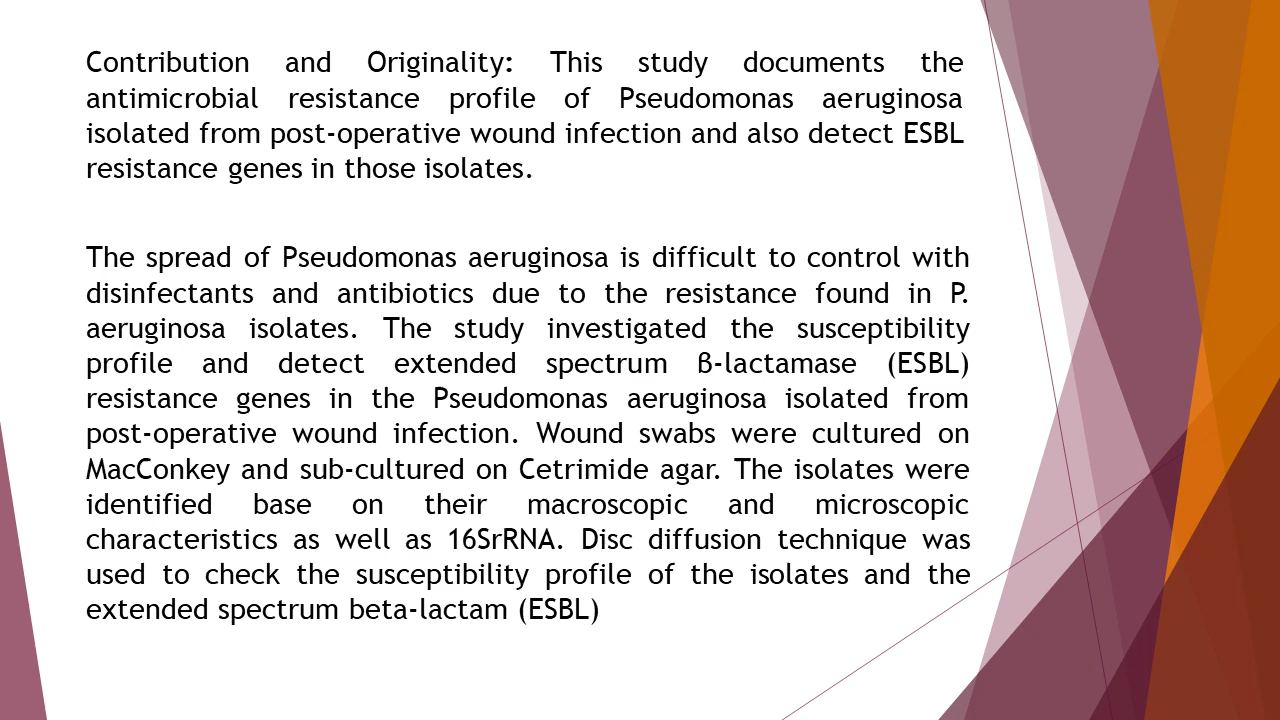 Contribution and Originality: This study documents the
antimicrobial resistance profile of Pseudomonas aeruginosa
isolated from post-operative wound infection and also detect ESBL
resistance genes in those isolates.
The spread of Pseudomonas aeruginosa is difficult to control with
disinfectants and antibiotics due to the resistance found in P.
aeruginosa isolates. The study investigated the susceptibility
profile and detect extended spectrum ß-lactamase (ESBL)
resistance genes in the Pseudomonas aeruginosa isolated from
post-operative wound infection. Wound swabs were cultured on
MacConkey and sub-cultured on Cetrimide agar. The isolates were
identified base on their macroscopic and microscopic
characteristics as well as 16SrRNA. Disc diffusion technique was
used to check the susceptibility profile of the isolates and the
extended spectrum beta-lactam (ESBL)